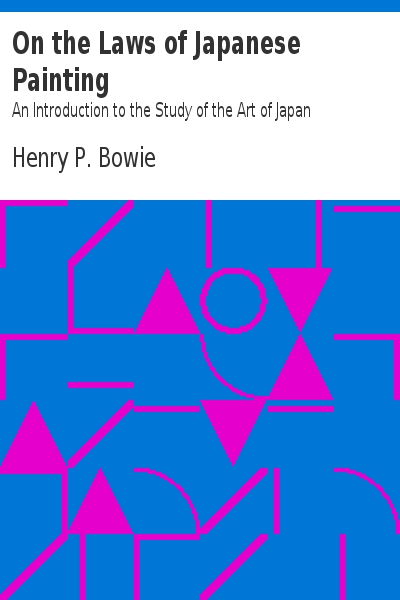 On the Laws of Japanese
Painting
An Introduction to the Study of the Art of Japan
Henry P. Bowie